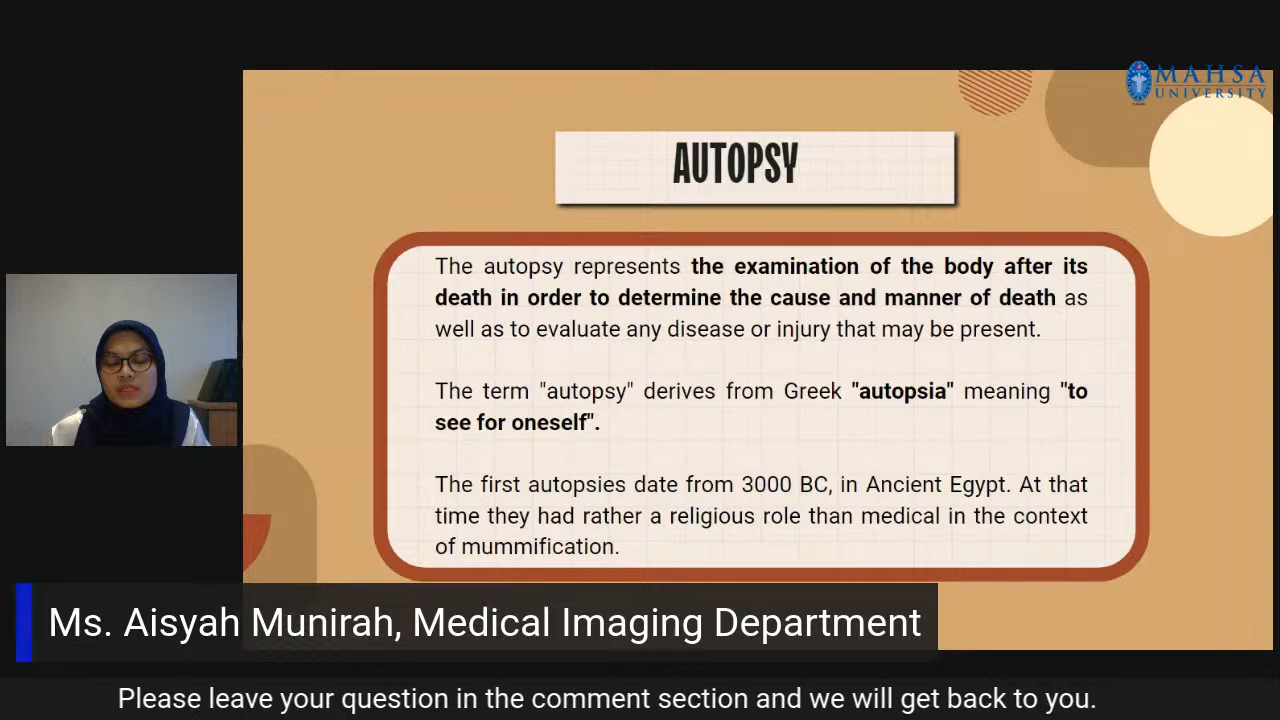 MAHSA
UNIVERSITY
AUTOPSY
The autopsy represents the examination of the body after its
death in order to determine the cause and manner of death as
well as to evaluate any disease or injury that may be present.
The term "autopsy" derives from Greek "autopsia" meaning "to
see for oneself".
The first autopsies date from 3000 BC, in Ancient Egypt. At that
time they had rather a religious role than medical in the context
of mummification.
Ms. Aisyah Munirah, Medical Imaging Department
Please leave your question in the comment section and we will get back to you.